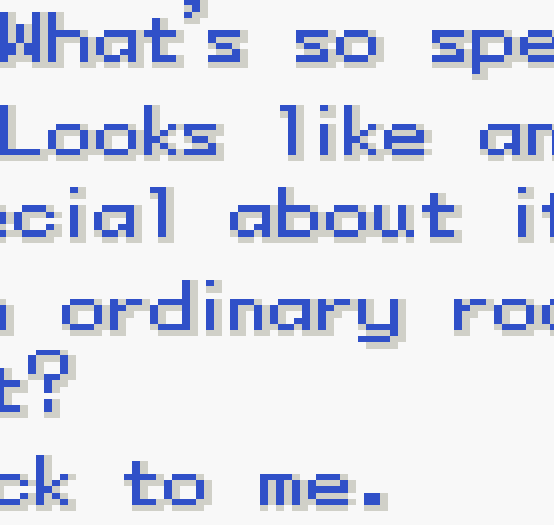 What's so spe
Looks like an
ecial about it
n ordinary roc
t?
ck to me.